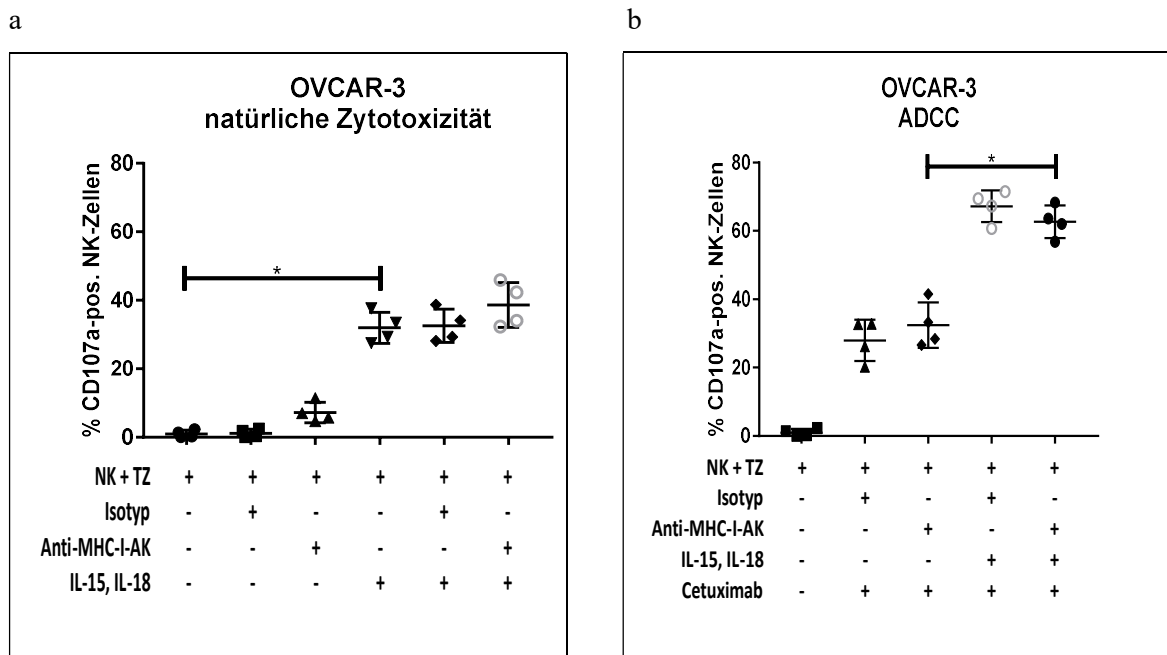 a
OVCAR-3
natürliche Zytotoxizität
% CD107a-pos. NK-Zellen
80
60
40
20
0
*
NK + TZ + + + + + +
Isotyp - + - - + -
Anti-MHC-I-AK - - + - - +
IL-15, IL-18 - - - + + +
b
OVCAR-3
ADCC
% CD107a-pos. NK-Zellen
80
60
40
20
0
*
NK + TZ + + + + +
Isotyp - + - + -
Anti-MHC-I-AK - - + - +
IL-15, IL-18 - - - + +
Cetuximab - + + + +